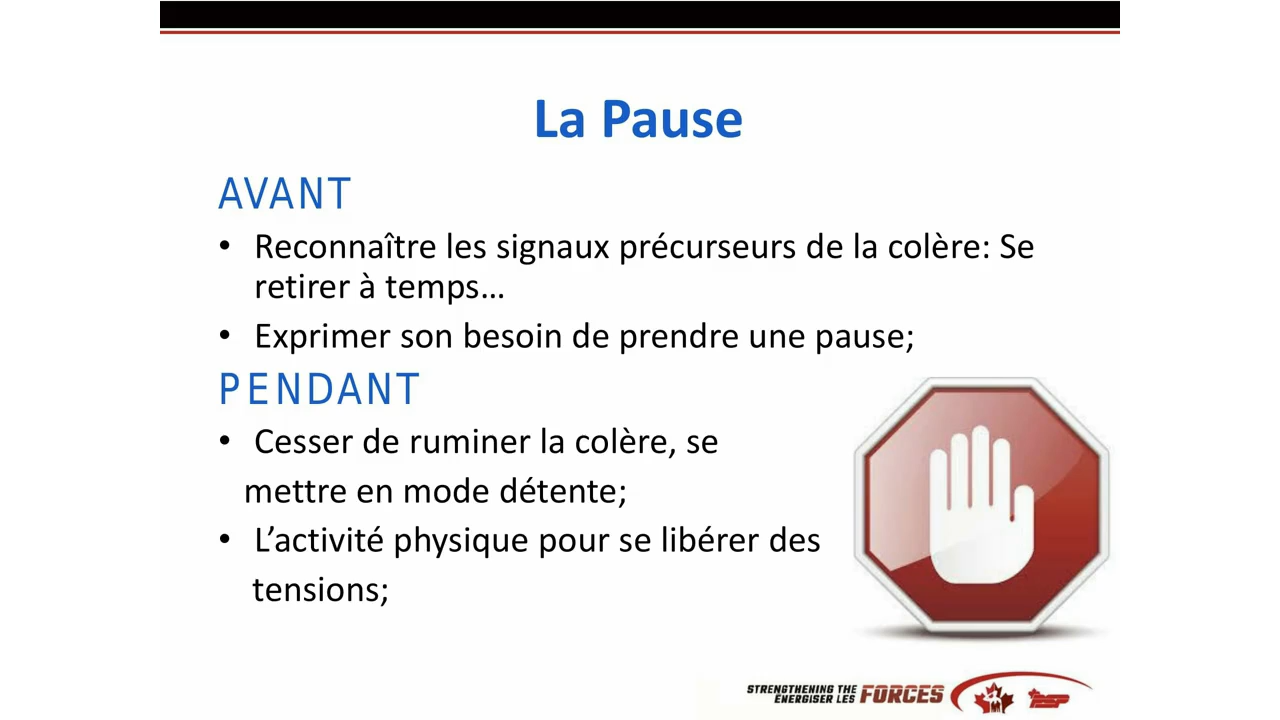 La Pause
AVANT
• Reconnaître les signaux précurseurs de la colère: Se
retirer à temps…
• Exprimer son besoin de prendre une pause;
PENDANT
• Cesser de ruminer la colère, se
mettre en mode détente;
• L’activité physique pour se libérer des
tensions;
STRENGTHENING THE
ÉNERGISER LES FORCES
PSP